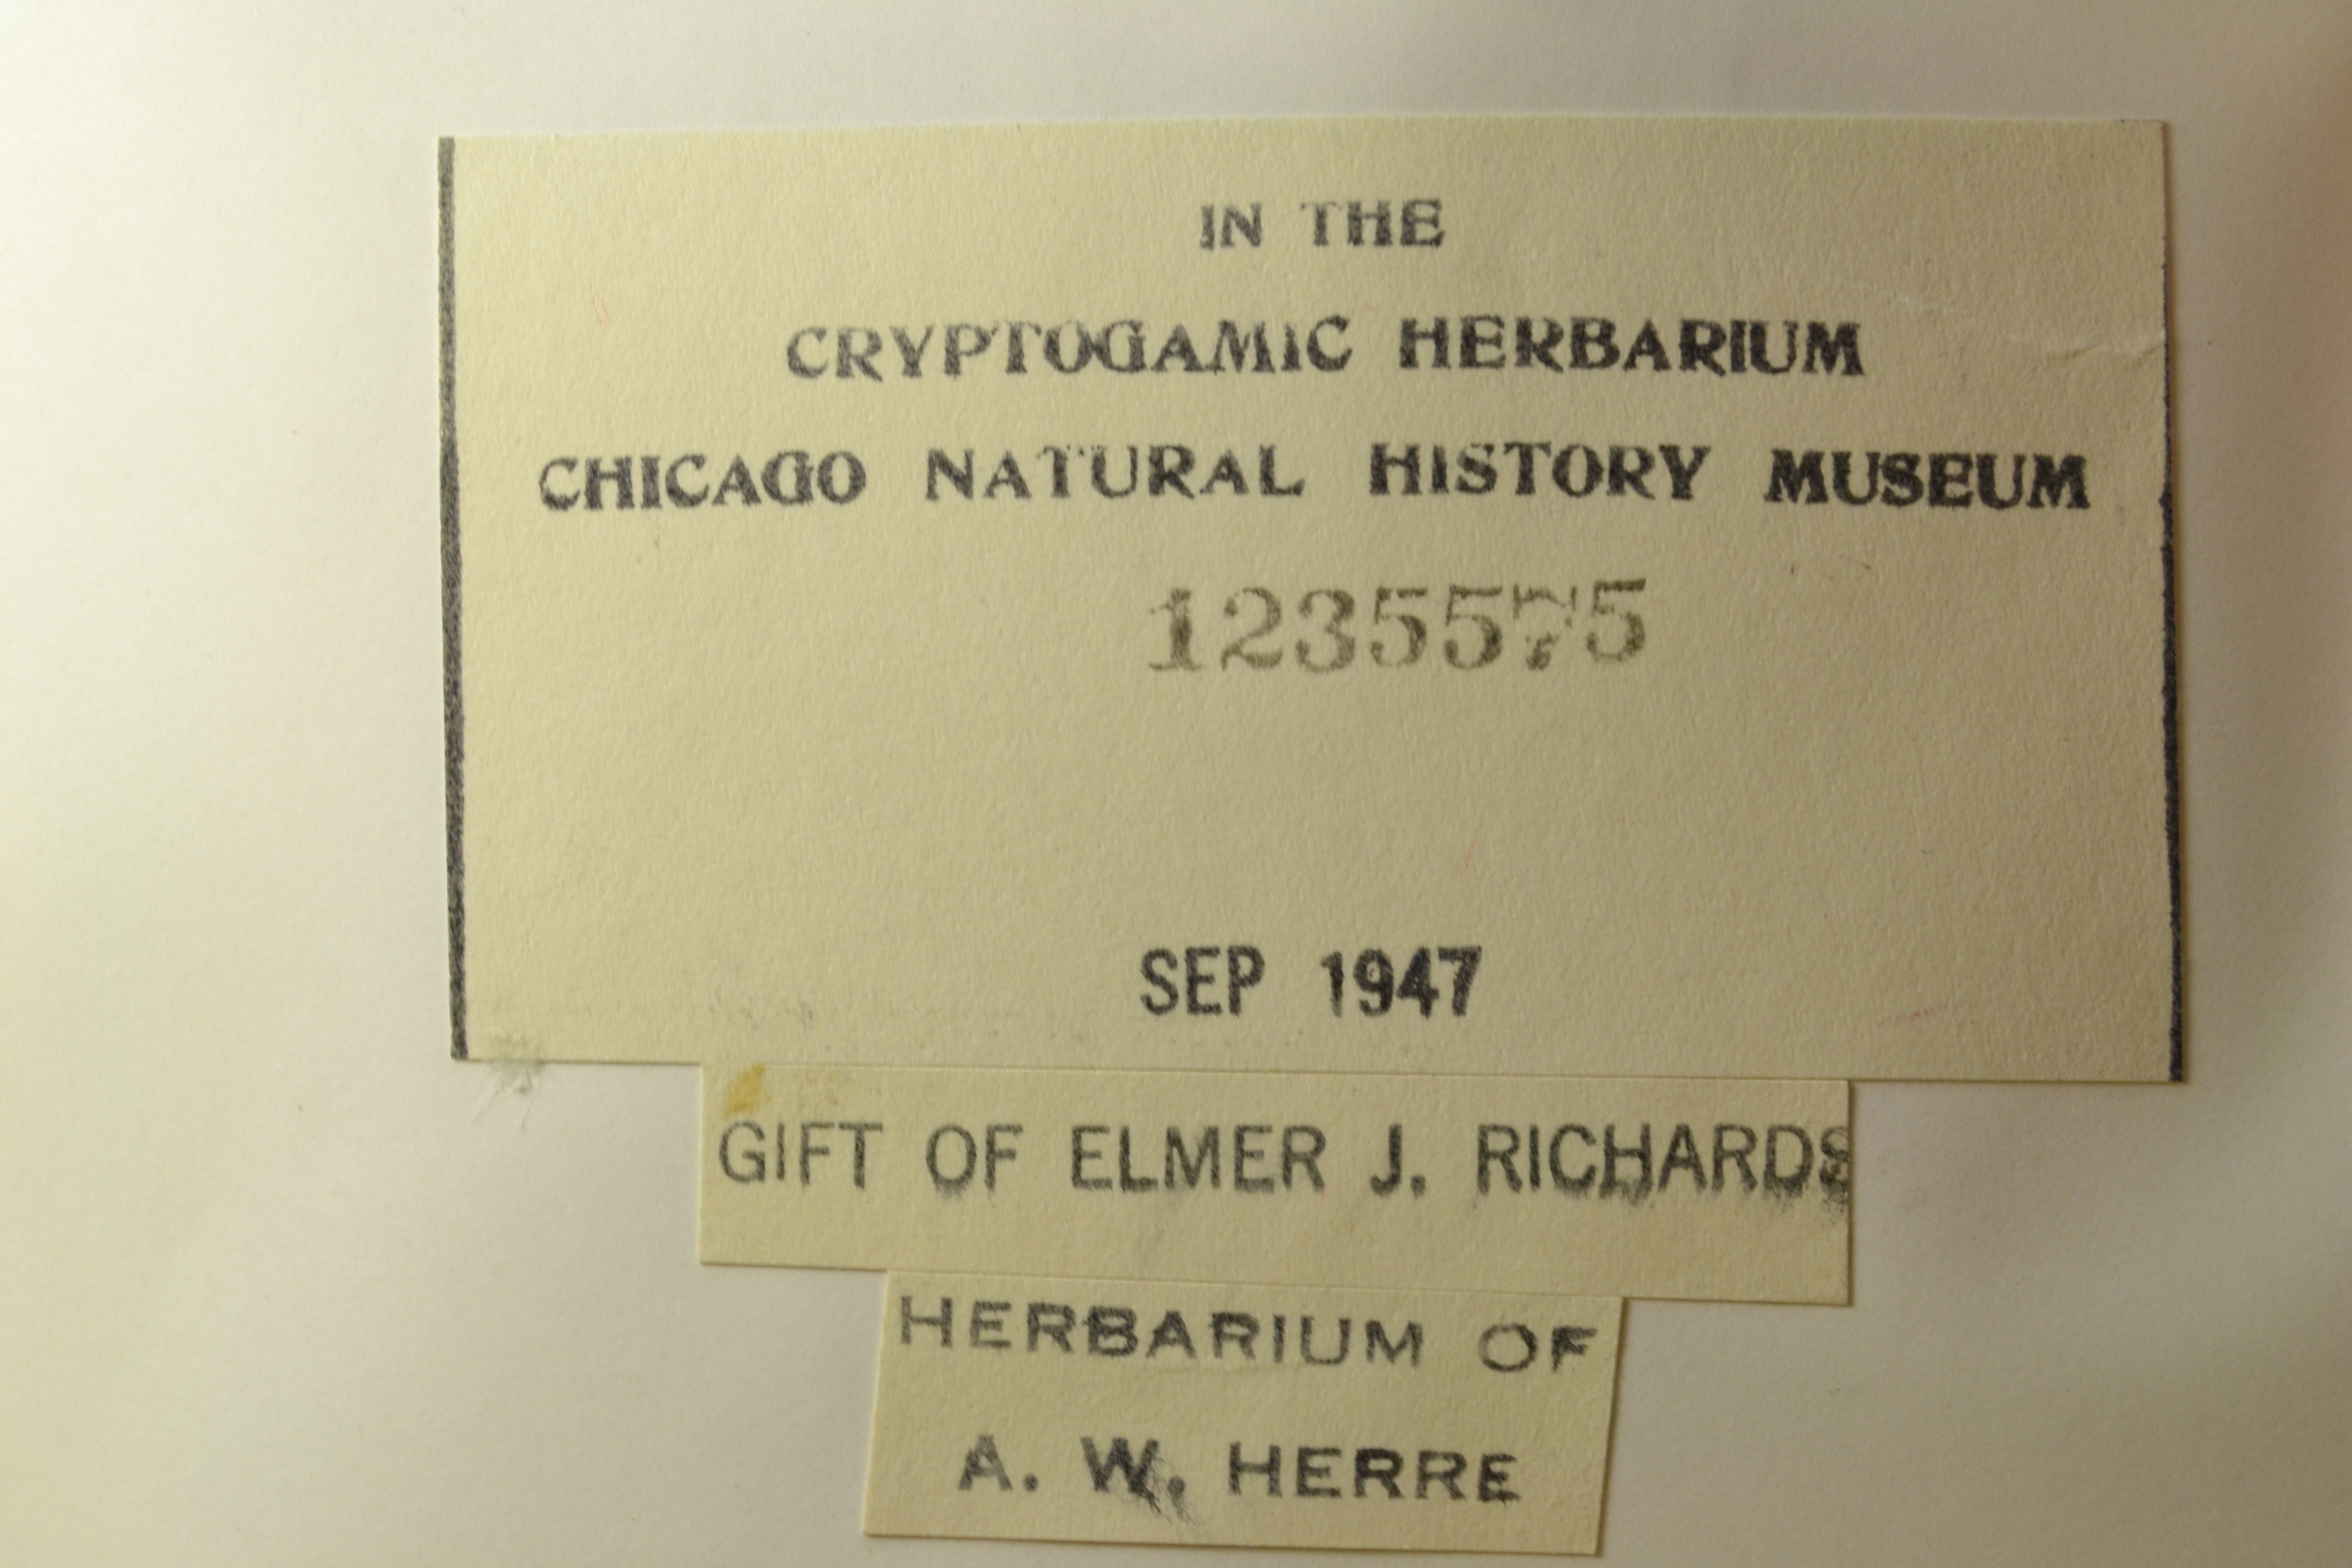 IN THE
CRYPTOGAMIC HERBARIUM
CHICAGO NATURAL HISTORY MUSEUM
1235575
SEP 1947
GIFT OF ELMER J. RICHARDS
HERBARIUM OF
A. W. HERRE